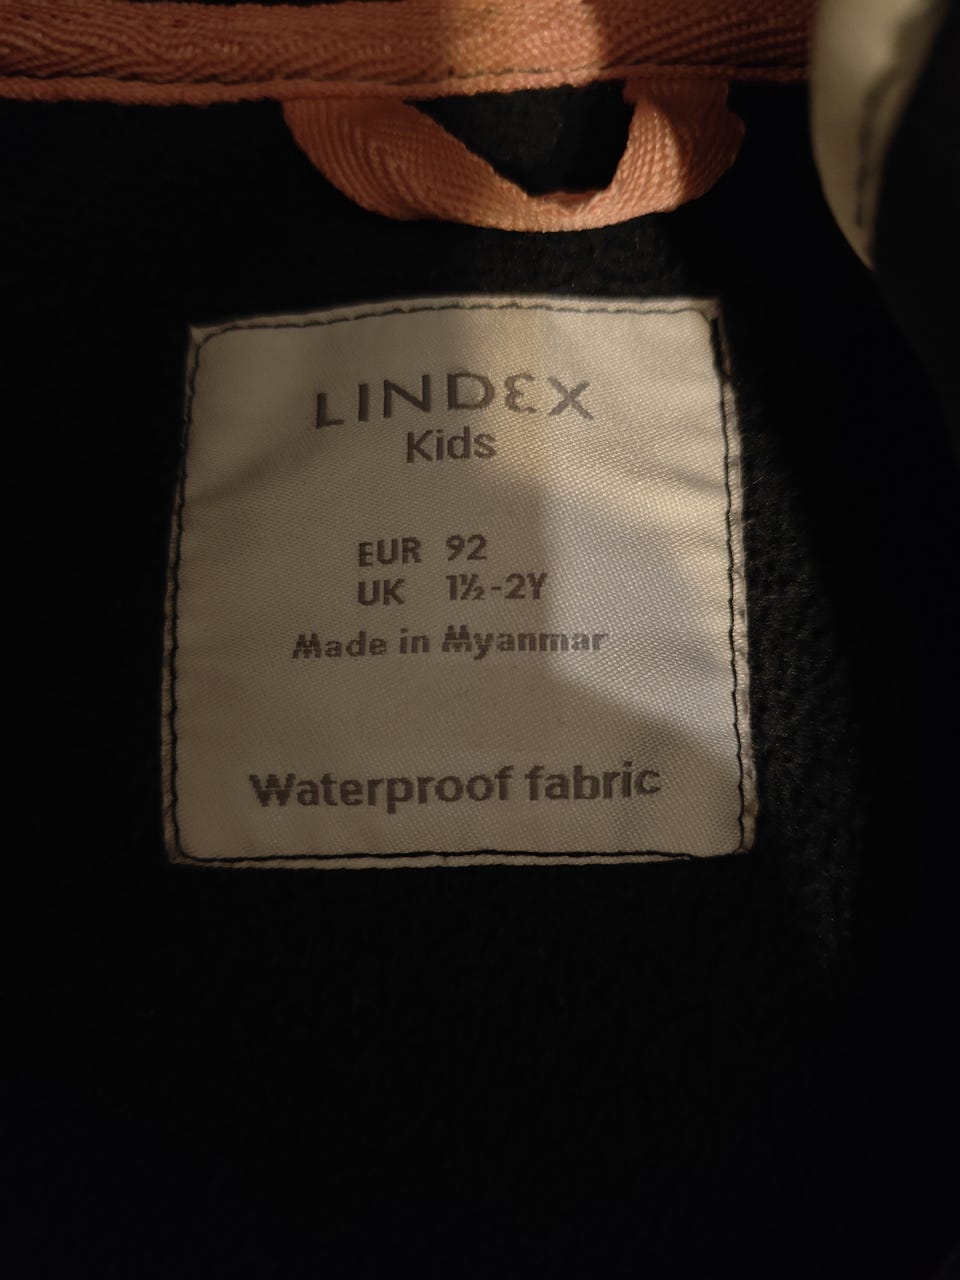 LINDEX
Kids
EUR 92
UK 1½-2Y
Made in Myanmar
Waterproof fabric